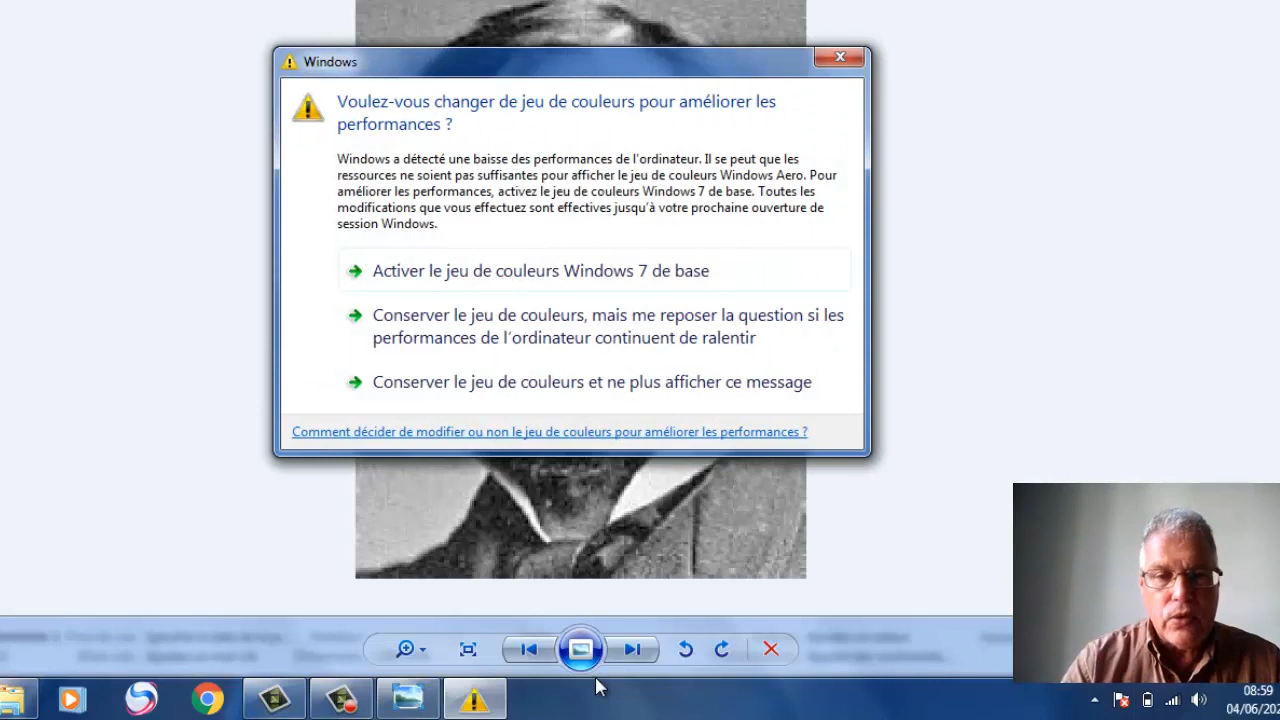 Windows
Voulez-vous changer de jeu de couleurs pour améliorer les
performances ?
Windows a détecté une baisse des performances de l'ordinateur. Il se peut que les
ressources ne soient pas suffisantes pour afficher le jeu de couleurs Windows Aero. Pour
améliorer les performances, activez le jeu de couleurs Windows 7 de base. Toutes les
modifications que vous effectuez sont effectives jusqu'à votre prochaine ouverture de
session Windows.
Activer le jeu de couleurs Windows 7 de base
Conserver le jeu de couleurs, mais me reposer la question si les
performances de l'ordinateur continuent de ralentir
Conserver le jeu de couleurs et ne plus afficher ce message
Comment décider de modifier ou non le jeu de couleurs pour améliorer les performances ?
08:59
04/06/202